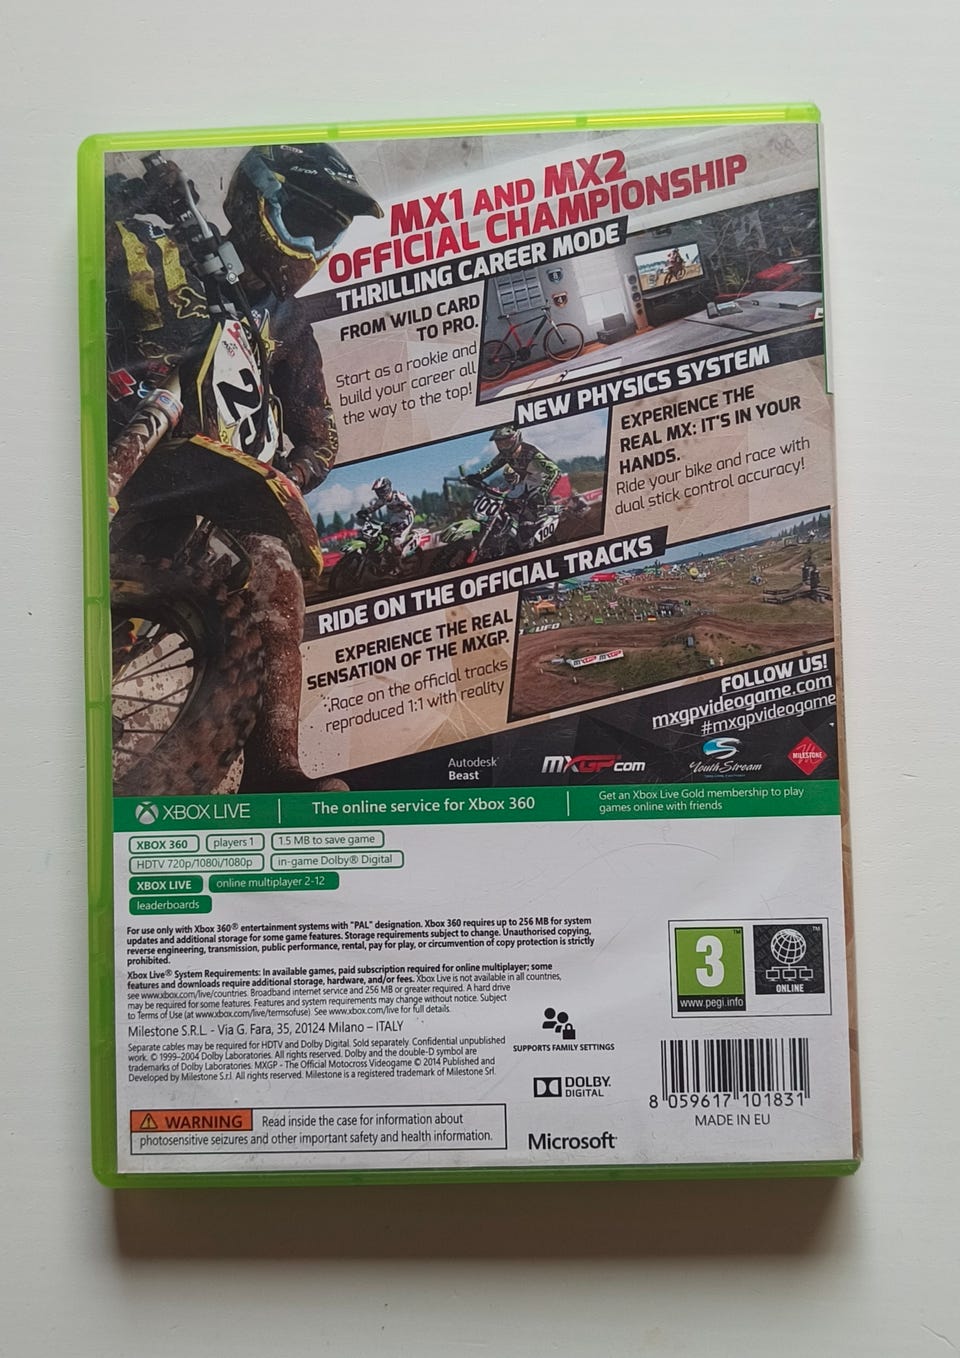 MX1 AND MX2
OFFICIAL CHAMPIONSHIP
THRILLING CAREER MODE
FROM WILD CARD
TO PRO.
Start as a rookie and
build your career all
the way to the top!
NEW PHYSICS SYSTEM
EXPERIENCE THE
REAL MX: IT'S IN YOUR
HANDS.
Ride your bike and race with
dual stick control accuracy!
100
100
RIDE ON THE OFFICIAL TRACKS
EXPERIENCE THE REAL
SENSATION OF THE MXGP.
Race on the official tracks
reproduced 1:1 with reality
UFO
MXGP MXGP
FOLLOW US!
mxgpvideogame.com
#mxgpvideogame
Autodesk®
Beast
MXGP.com
Youth-Stream
MILESTONE
XBOX LIVE
The online service for Xbox 360
Get an Xbox Live Gold membership to play
games online with friends
XBOX 360 players 1 1.5 MB to save game
HDTV 720p/1080i/1080p in-game Dolby® Digital
XBOX LIVE online multiplayer 2-12
leaderboards
For use only with Xbox 360® entertainment systems with "PAL" designation. Xbox 360 requires up to 256 MB for system
updates and additional storage for some game features. Storage requirements subject to change. Unauthorised copying,
reverse engineering, transmission, public performance, rental, pay for play, or circumvention of copy protection is strictly
prohibited.
Xbox Live® System Requirements: In available games, paid subscription required for online multiplayer; some
features and downloads require additional storage, hardware, and/or fees. Xbox Live is not available in all countries,
see www.xbox.com/live/countries. Broadband internet service and 256 MB or greater required. A hard drive
may be required for some features. Features and system requirements may change without notice. Subject
to Terms of Use (at www.xbox.com/live/termsofuse). See www.xbox.com/live for full details.
Milestone S.R.L. - Via G. Fara, 35, 20124 Milano – ITALY
Separate cables may be required for HDTV and Dolby Digital. Sold separately. Confidential unpublished
work. © 1999-2004 Dolby Laboratories. All rights reserved. Dolby and the double-D symbol are
trademarks of Dolby Laboratories. MXGP - The Official Motocross Videogame © 2014 Published and
Developed by Milestone S.r.l. All rights reserved. Milestone is a registered trademark of Milestone Srl.
WARNING Read inside the case for information about
photosensitive seizures and other important safety and health information.
SUPPORTS FAMILY SETTINGS
DOLBY
DIGITAL
Microsoft®
3
www.pegi.info
ONLINE
8 059617 101831
MADE IN EU